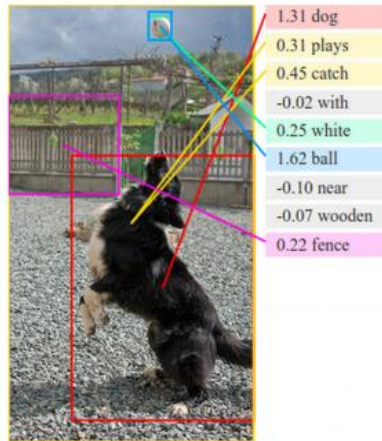 1.31 dog
0.31 plays
0.45 catch
-0.02 with
0.25 white
1.62 ball
-0.10 near
-0.07 wooden
0.22 fence